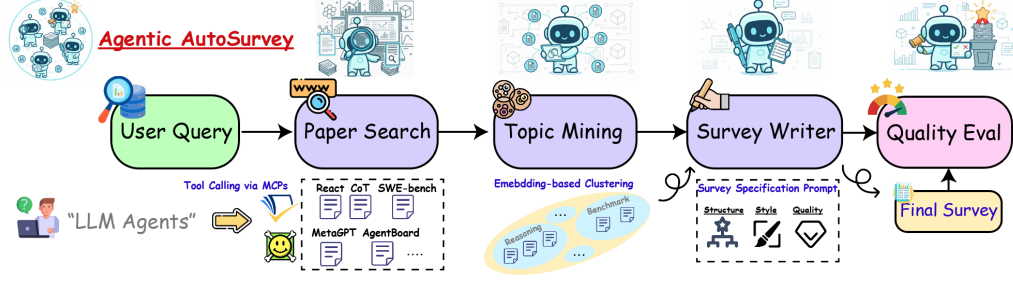 Agentic AutoSurvey
www
User Query
Paper Search
Topic Mining
Survey Writer
Quality Eval
Tool Calling via MCPs
"LLM Agents"
React CoT SWE-bench
MetaGPT AgentBoard
....
Emebdding-based Clustering
...
Benchmark
Reasoning
...
Survey Specification Prompt
Structure Style Quality
Final Survey